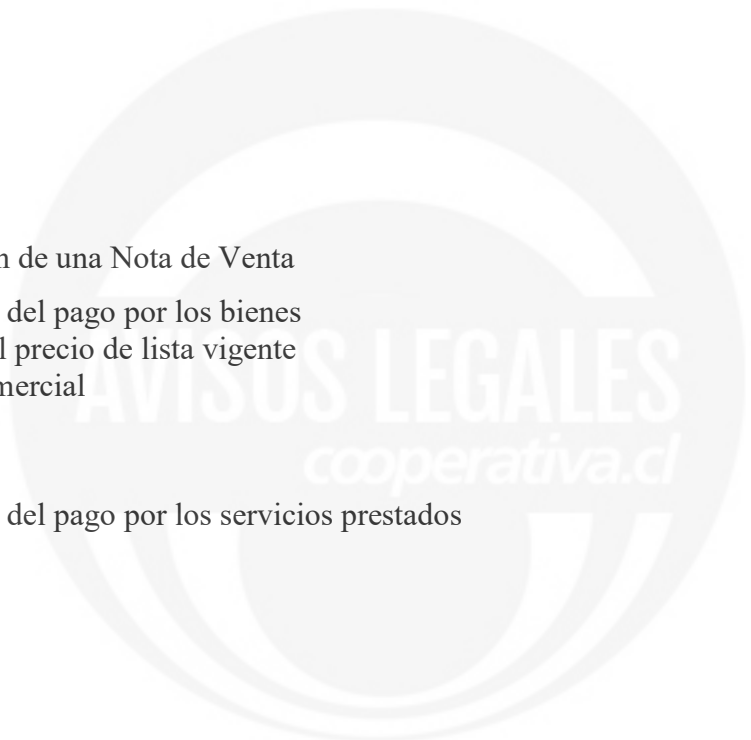 n de una Nota de Venta
del pago por los bienes
l precio de lista vigente
mercial
AVISOS LEGALES
cooperativa.cl
del pago por los servicios prestados